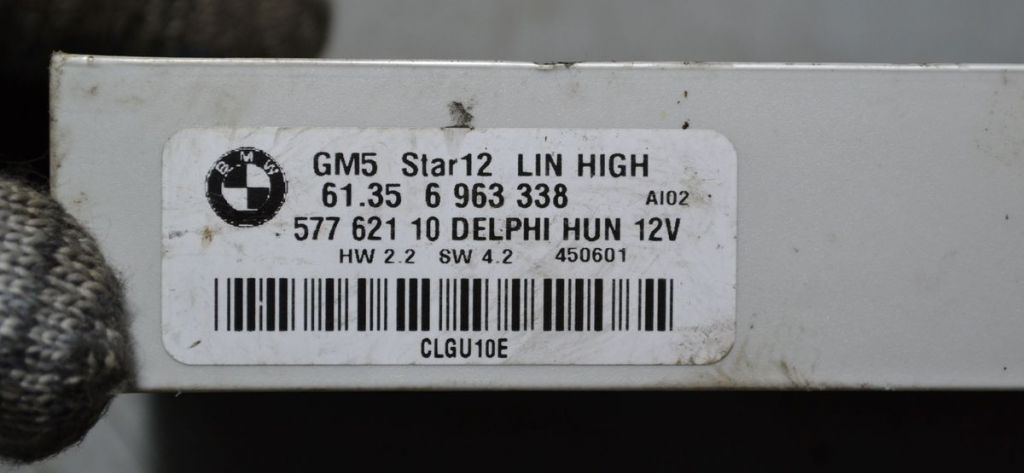 BMW
GM5 Star12 LIN HIGH
61.35 6 963 338 AI02
577 621 10 DELPHI HUN 12V
HW 2.2 SW 4.2 450601
CLGU10E